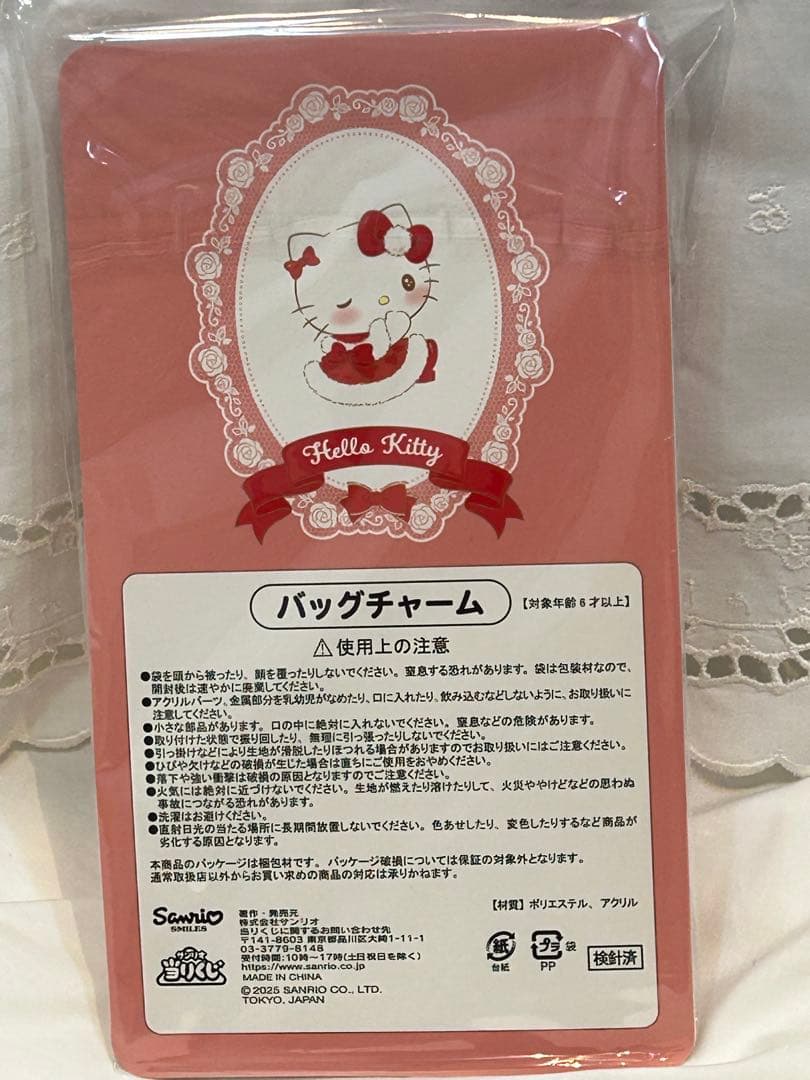 Hello Kitty
バッグチャーム 【対象年齢6才以上】
⚠使用上の注意
●袋を頭から被ったり、顔を覆ったりしないでください。窒息する恐れがあります。袋は包装材なので、
開封後は速やかに廃棄してください。
●アクリルパーツ、金属部分を乳幼児がなめたり、口に入れたり、飲み込むなどしないように、お取り扱いに
注意してください。
●小さな部品があります。口の中に絶対に入れないでください。窒息などの危険があります。
●取り付けた状態で振り回したり、無理に引っ張ったりしないでください。
●引っ掛けなどにより生地が滑脱したりほつれる場合がありますのでお取り扱いにはご注意ください。
●ひびや欠けなどの破損が生じた場合は直ちにご使用をおやめください。
●落下や強い衝撃は破損の原因となりますのでご注意ください。
●火気には絶対に近づけないでください。生地が燃えたり溶けたりして、火災ややけどなどの思わぬ
事故につながる恐れがあります。
●洗濯はお避けください。
●直射日光の当たる場所に長期間放置しないでください。色あせしたり、変色したりするなど商品が
劣化する原因となります。
本商品のパッケージは梱包材です。パッケージ破損については保証の対象外となります。
通常取扱店以外からお買い求めの商品の対応は承りかねます。
【材質】ポリエステル、アクリル
Sanrio
SMILES
サンリオ
当りくじ
著作・発売元
株式会社サンリオ
当りくじに関するお問い合わせ先
〒141-8603 東京都品川区大崎1-11-1
03-3779-8148
受付時間:10時〜17時(土日祝日を除く)
https://www.sanrio.co.jp
MADE IN CHINA
©2025 SANRIO CO., LTD.
TOKYO, JAPAN
紙
台紙
プラ 袋
PP
検針済